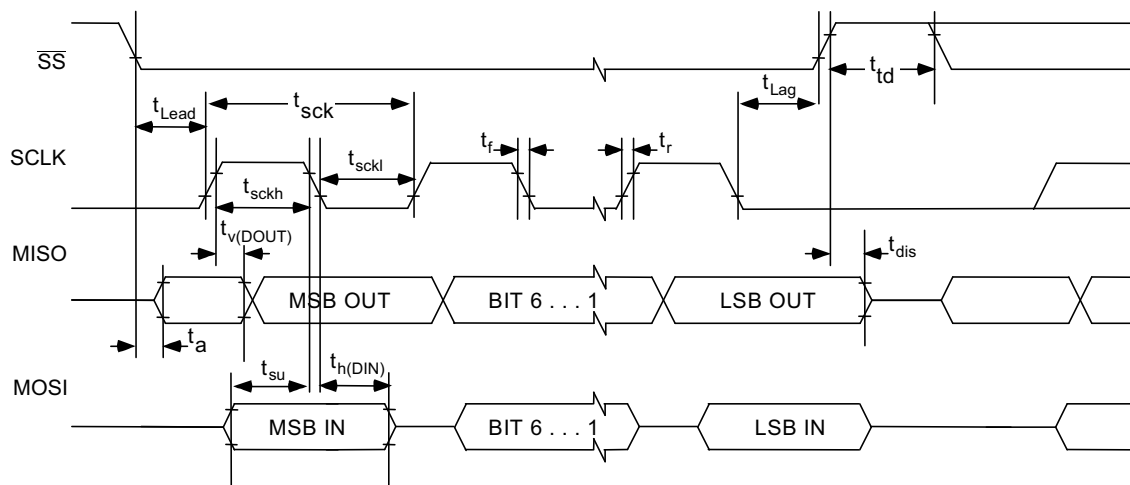 SS
t_Lead
t_sck
t_Lag
t_td
SCLK
t_sckl
t_f
t_r
t_sckh
t_v(DOUT)
MISO
t_dis
MSB OUT
BIT 6 . . . 1
LSB OUT
t_a
MOSI
t_su
t_h(DIN)
MSB IN
BIT 6 . . . 1
LSB IN